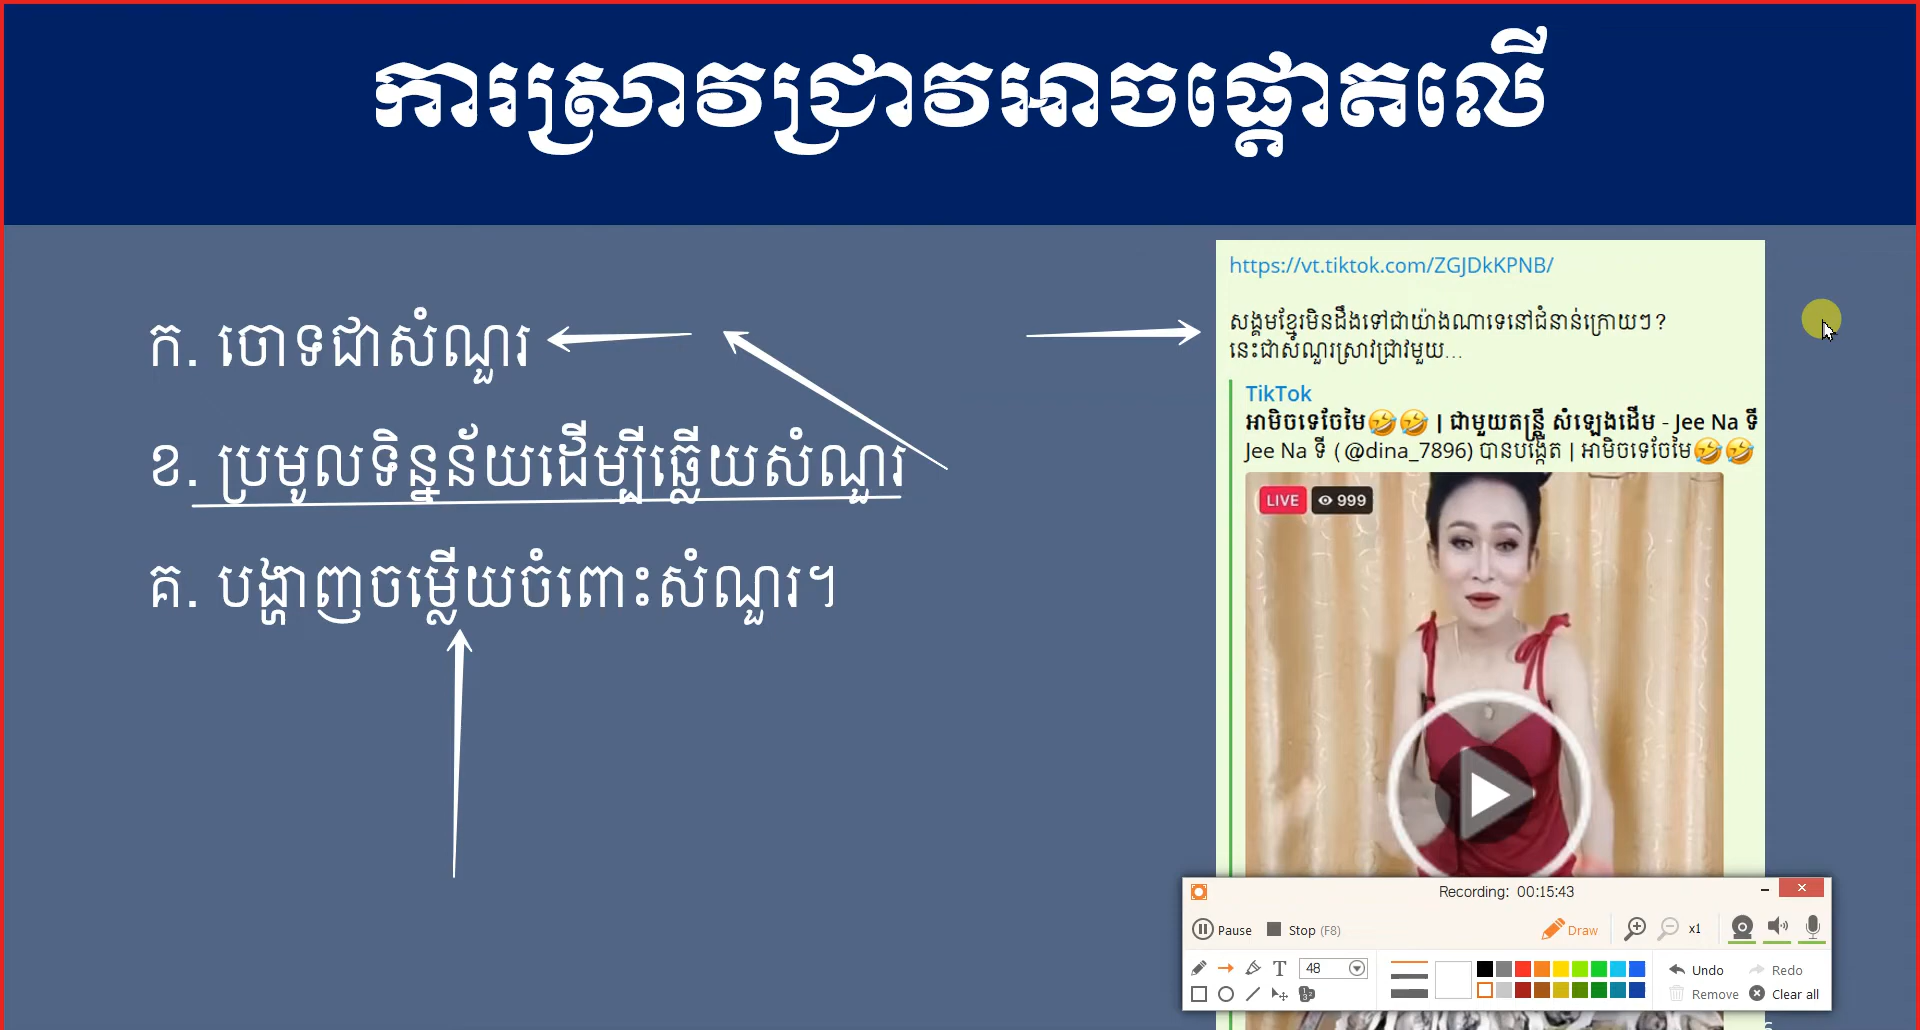 ការស្រាវជ្រាវអាចផ្តោតលើ
ក. ចោទជាសំណួរ
ខ. ប្រមូលទិន្នន័យដើម្បីឆ្លើយសំណួរ
គ. បង្ហាញចម្លើយចំពោះសំណួរ។
https://vt.tiktok.com/ZGJDkKPNB/
សង្គមខ្មែរមិនដឹងទៅជាយ៉ាងណាទេនៅជំនាន់ក្រោយៗ?
នេះជាសំណួរស្រាវជ្រាវមួយ...
TikTok
អាមិចទេចែមៃ🤣🤣 | ជាមួយតន្ត្រី សំឡេងដើម - Jee Na ទី
Jee Na ទី (@dina_7896) បានបង្កើត | អាមិចទេចែមៃ🤣🤣
LIVE 999
Recording: 00:15:43
Pause Stop (F8) Draw x1
T 48 Undo Redo
Remove Clear all